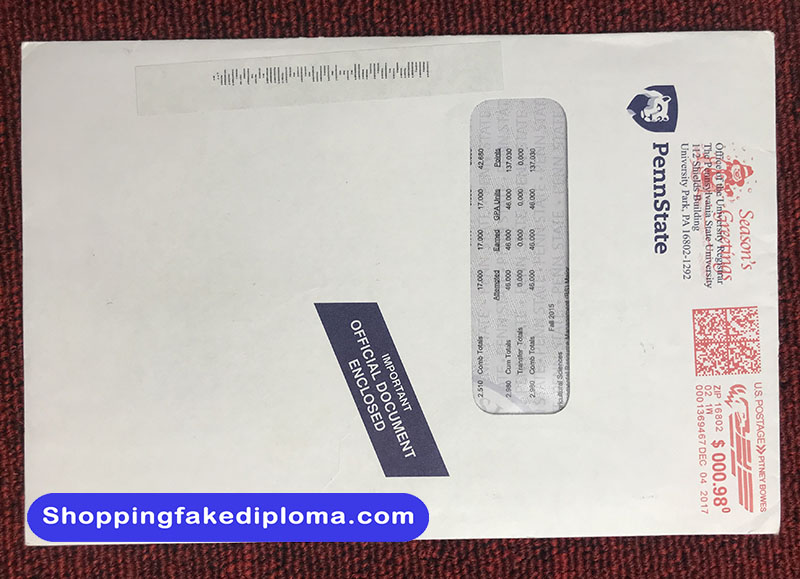 PennState
Office of the University Registrar
The Pennsylvania State University
112 Shields Building
University Park, PA 16802-1292
Season's
Greetings
U.S. POSTAGE>>PITNEY BOWES
ZIP 16802 $ 000.98⁰
02 1W
0001369467 DEC 04 2017
IMPORTANT
OFFICIAL DOCUMENT
ENCLOSED
2.510 Comb Totals 17.000 17.000 17.000 42.650
Attempted Earned GPA Units Points
2.980 Cum Totals 46.000 46.000 46.000 137.030
Transfer Totals 0.000 0.000 0.000 0.000
2.980 Comb Totals 46.000 46.000 46.000 137.030
Fall 2015
Sciences
Shoppingfakediploma.com